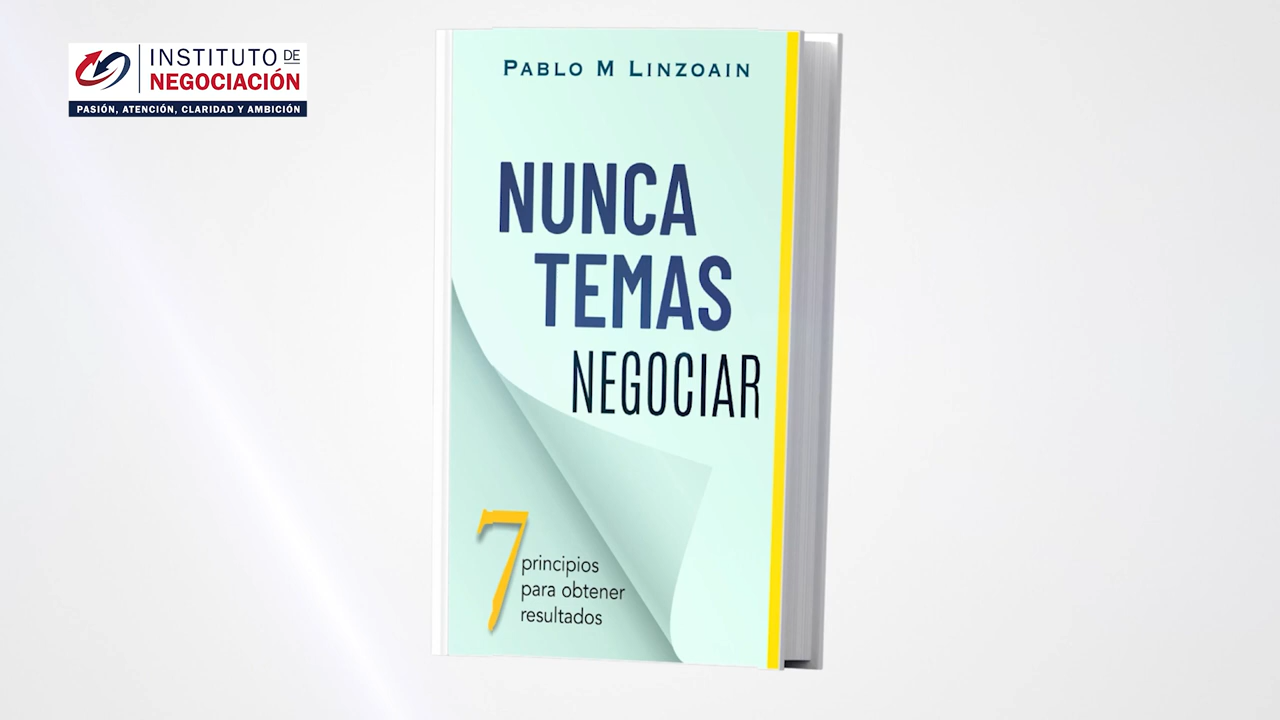 INSTITUTO DE
NEGOCIACIÓN
PASIÓN, ATENCIÓN, CLARIDAD Y AMBICIÓN
PABLO M LINZOAIN
NUNCA
TEMAS
NEGOCIAR
7 principios
para obtener
resultados